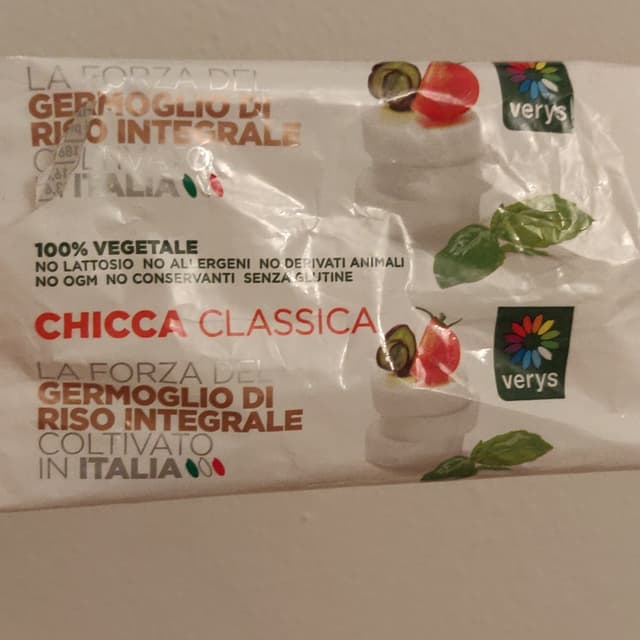 LA FORZA DEL
GERMOGLIO DI
RISO INTEGRALE
COLTIVATO
ITALIA
verys
100% VEGETALE
NO LATTOSIO NO ALLERGENI NO DERIVATI ANIMALI
NO OGM NO CONSERVANTI SENZA GLUTINE
CHICCA CLASSICA
LA FORZA DEL
GERMOGLIO DI
RISO INTEGRALE
COLTIVATO
IN ITALIA
verys